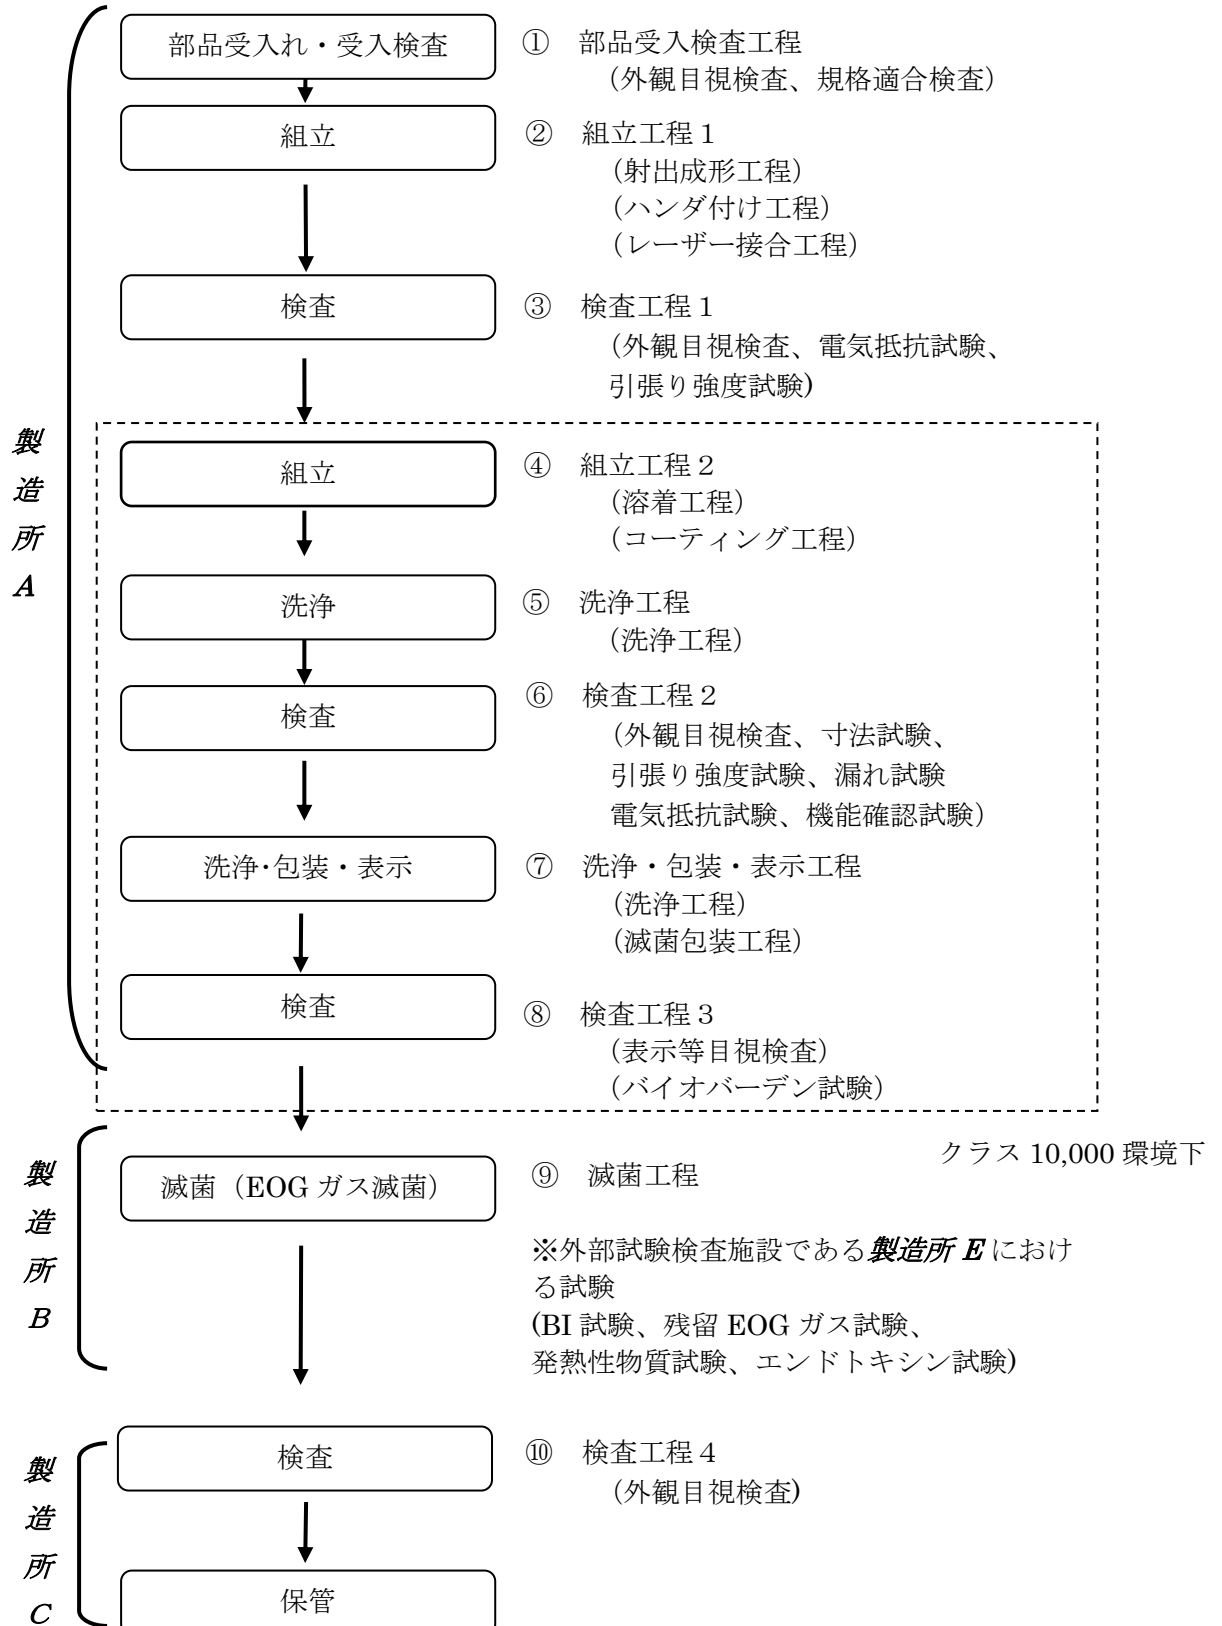 部品受入れ・受入検査
① 部品受入検査工程
（外観目視検査、規格適合検査）
組立
② 組立工程１
（射出成形工程）
（ハンダ付け工程）
（レーザー接合工程）
検査
③ 検査工程１
（外観目視検査、電気抵抗試験、
引張り強度試験)
製造所A
組立
④ 組立工程２
（溶着工程）
（コーティング工程）
洗浄
⑤ 洗浄工程
（洗浄工程）
検査
⑥ 検査工程２
（外観目視検査、寸法試験、
引張り強度試験、漏れ試験
電気抵抗試験、機能確認試験）
洗浄･包装・表示
⑦ 洗浄・包装・表示工程
（洗浄工程）
（滅菌包装工程）
検査
⑧ 検査工程３
（表示等目視検査）
（バイオバーデン試験）
クラス 10,000 環境下
製造所B
滅菌（EOG ガス滅菌）
⑨ 滅菌工程
※外部試験検査施設である製造所 E におけ
る試験
(BI 試験、残留 EOG ガス試験、
発熱性物質試験、エンドトキシン試験)
製造所C
検査
⑩ 検査工程４
（外観目視検査)
保管